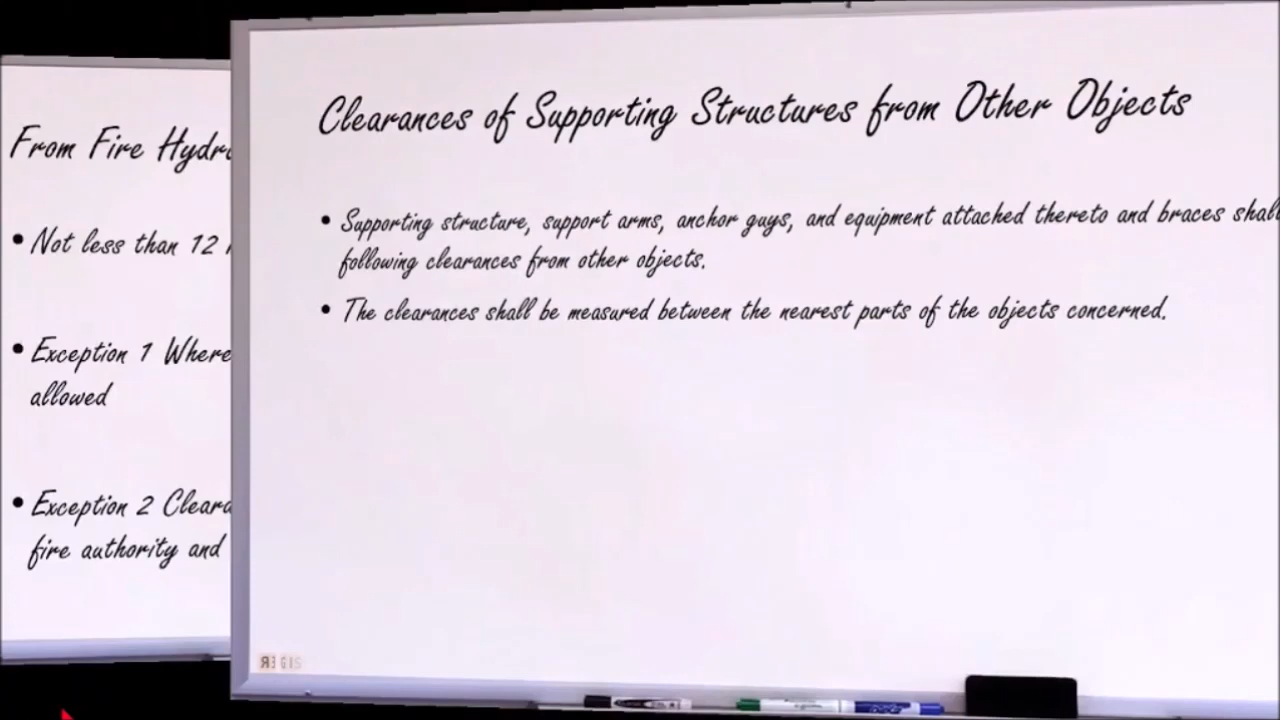 Clearances of Supporting Structures from Other Objects
• Supporting structure, support arms, anchor guys, and equipment attached thereto and braces shall
following clearances from other objects.
• The clearances shall be measured between the nearest parts of the objects concerned.
From Fire
• Not less than 12
• Exception 1 Where
allowed
• Exception 2
fire authority and